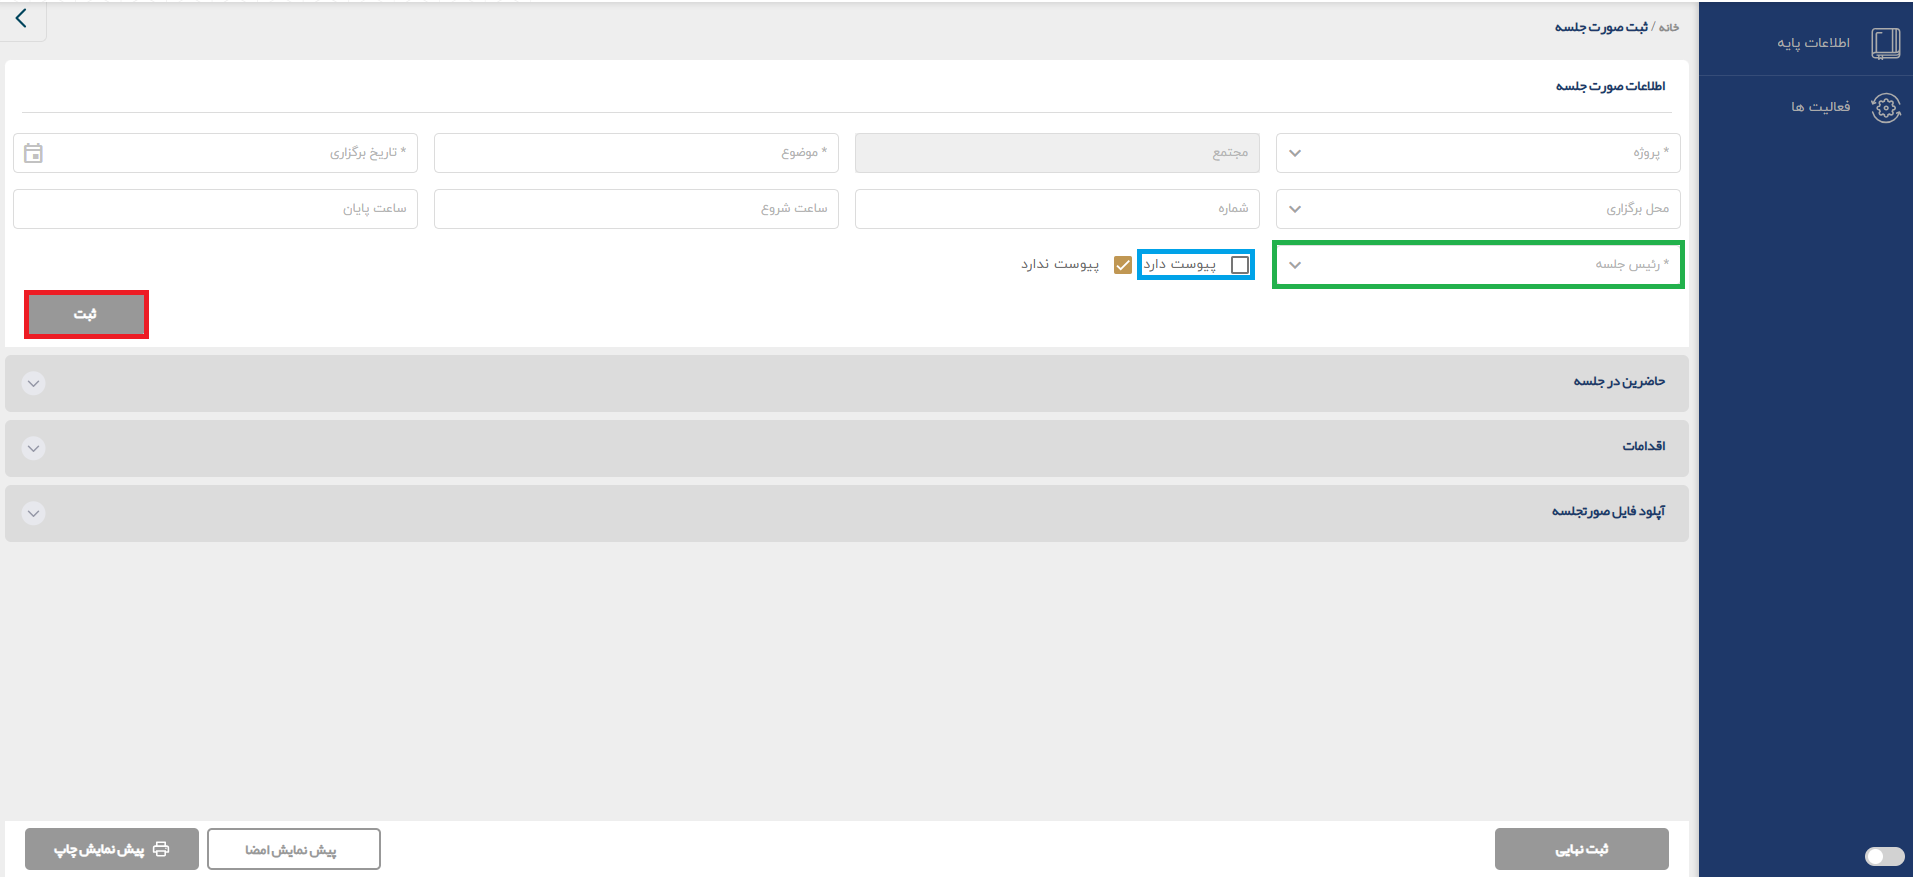 خانه / ثبت صورت جلسه
اطلاعات پایه
فعالیت ها
اطلاعات صورت جلسه
* پروژه
مجتمع
* موضوع
* تاریخ برگزاری
محل برگزاری
شماره
ساعت شروع
ساعت پایان
* رئیس جلسه
پیوست دارد
پیوست ندارد
ثبت
حاضرین در جلسه
اقدامات
آپلود فایل صورتجلسه
ثبت نهایی
پیش نمایش امضا
پیش نمایش چاپ